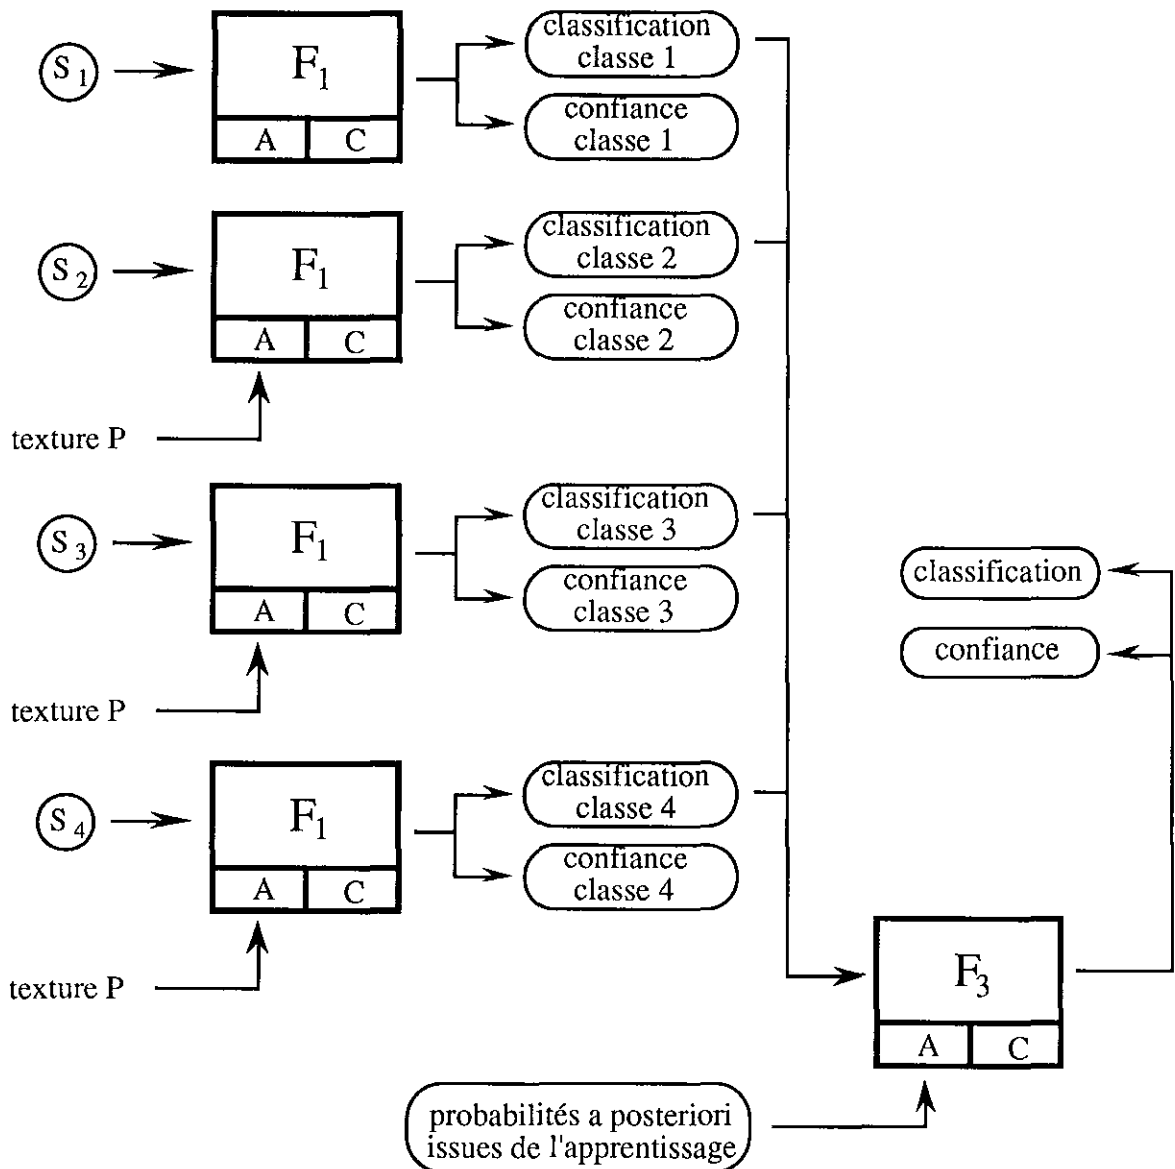 S1
F1
A C
classification
classe 1
confiance
classe 1
S2
F1
A C
classification
classe 2
confiance
classe 2
texture P
S3
F1
A C
classification
classe 3
confiance
classe 3
texture P
classification
confiance
S4
F1
A C
classification
classe 4
confiance
classe 4
texture P
F3
A C
probabilités a posteriori
issues de l'apprentissage